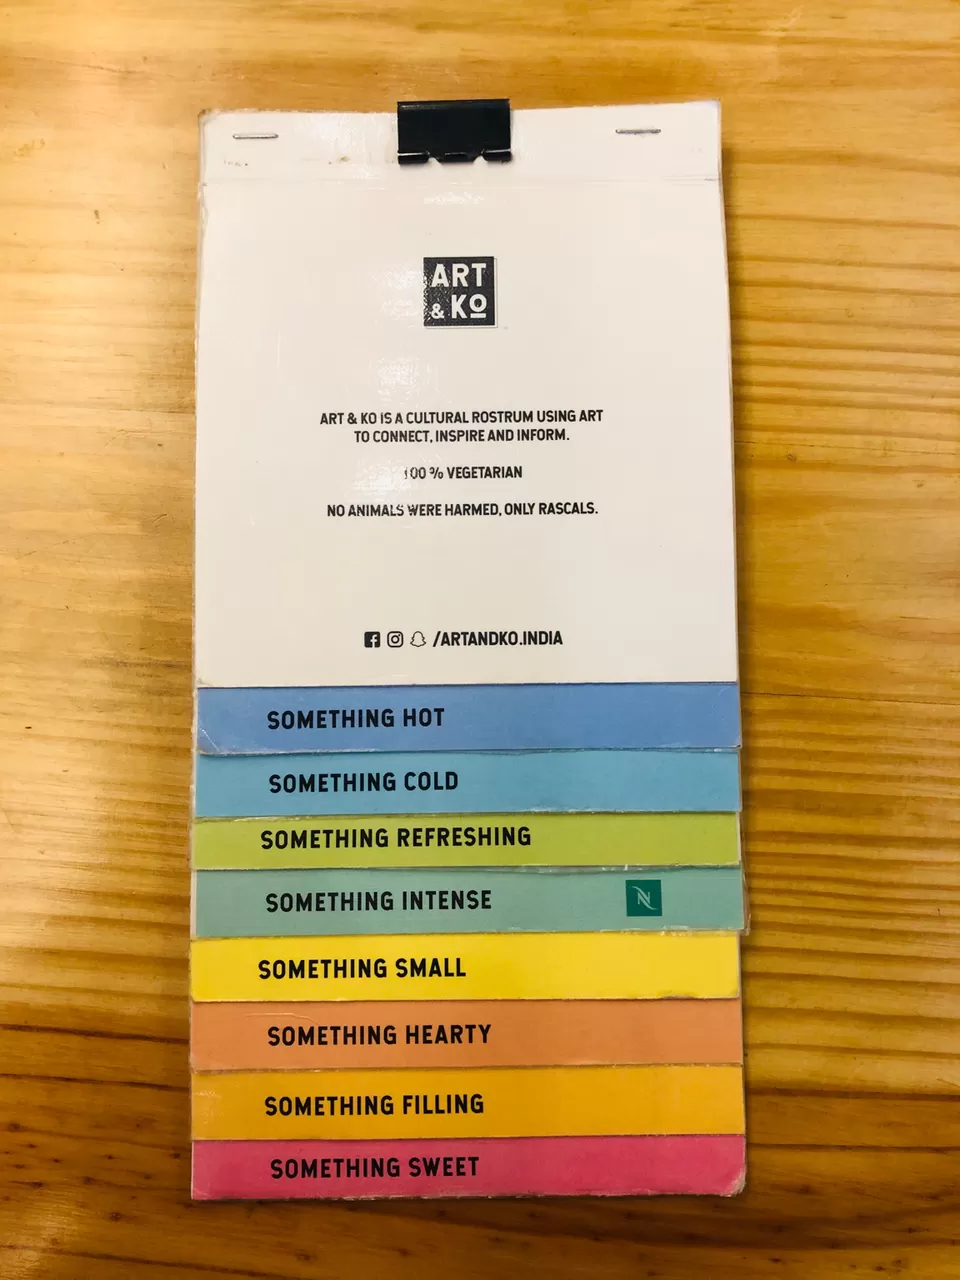 ART
& KO
ART & KO IS A CULTURAL ROSTRUM USING ART
TO CONNECT, INSPIRE AND INFORM.
100 % VEGETARIAN
NO ANIMALS WERE HARMED, ONLY RASCALS.
/ARTANDKO.INDIA
SOMETHING HOT
SOMETHING COLD
SOMETHING REFRESHING
SOMETHING INTENSE
SOMETHING SMALL
SOMETHING HEARTY
SOMETHING FILLING
SOMETHING SWEET